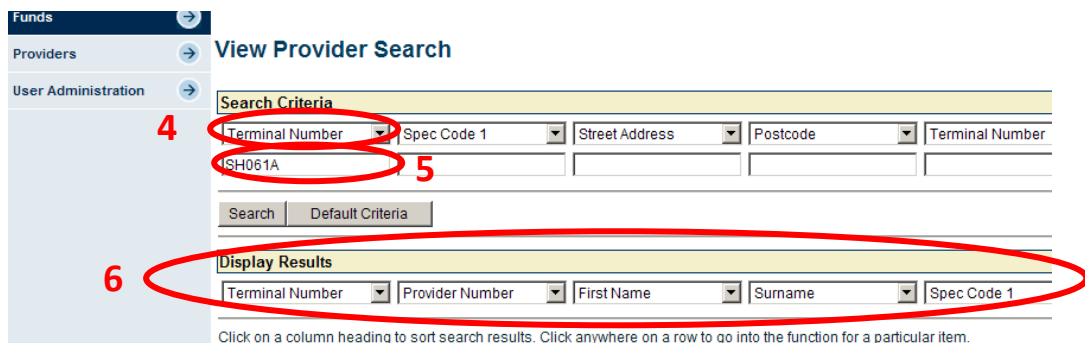 Funds
Providers
User Administration
View Provider Search
Search Criteria
4
Terminal Number Spec Code 1 Street Address Postcode Terminal Number
SH061A
5
Search Default Criteria
6
Display Results
Terminal Number Provider Number First Name Surname Spec Code 1
Click on a column heading to sort search results. Click anywhere on a row to go into the function for a particular item.